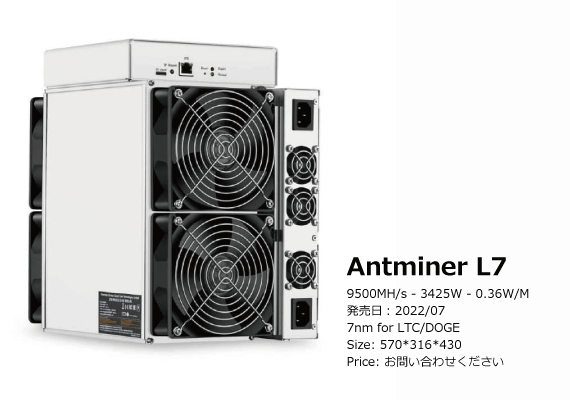 Antminer L7
9500MH/s - 3425W - 0.36W/M
発売日：2022/07
7nm for LTC/DOGE
Size: 570*316*430
Price: お問い合わせください